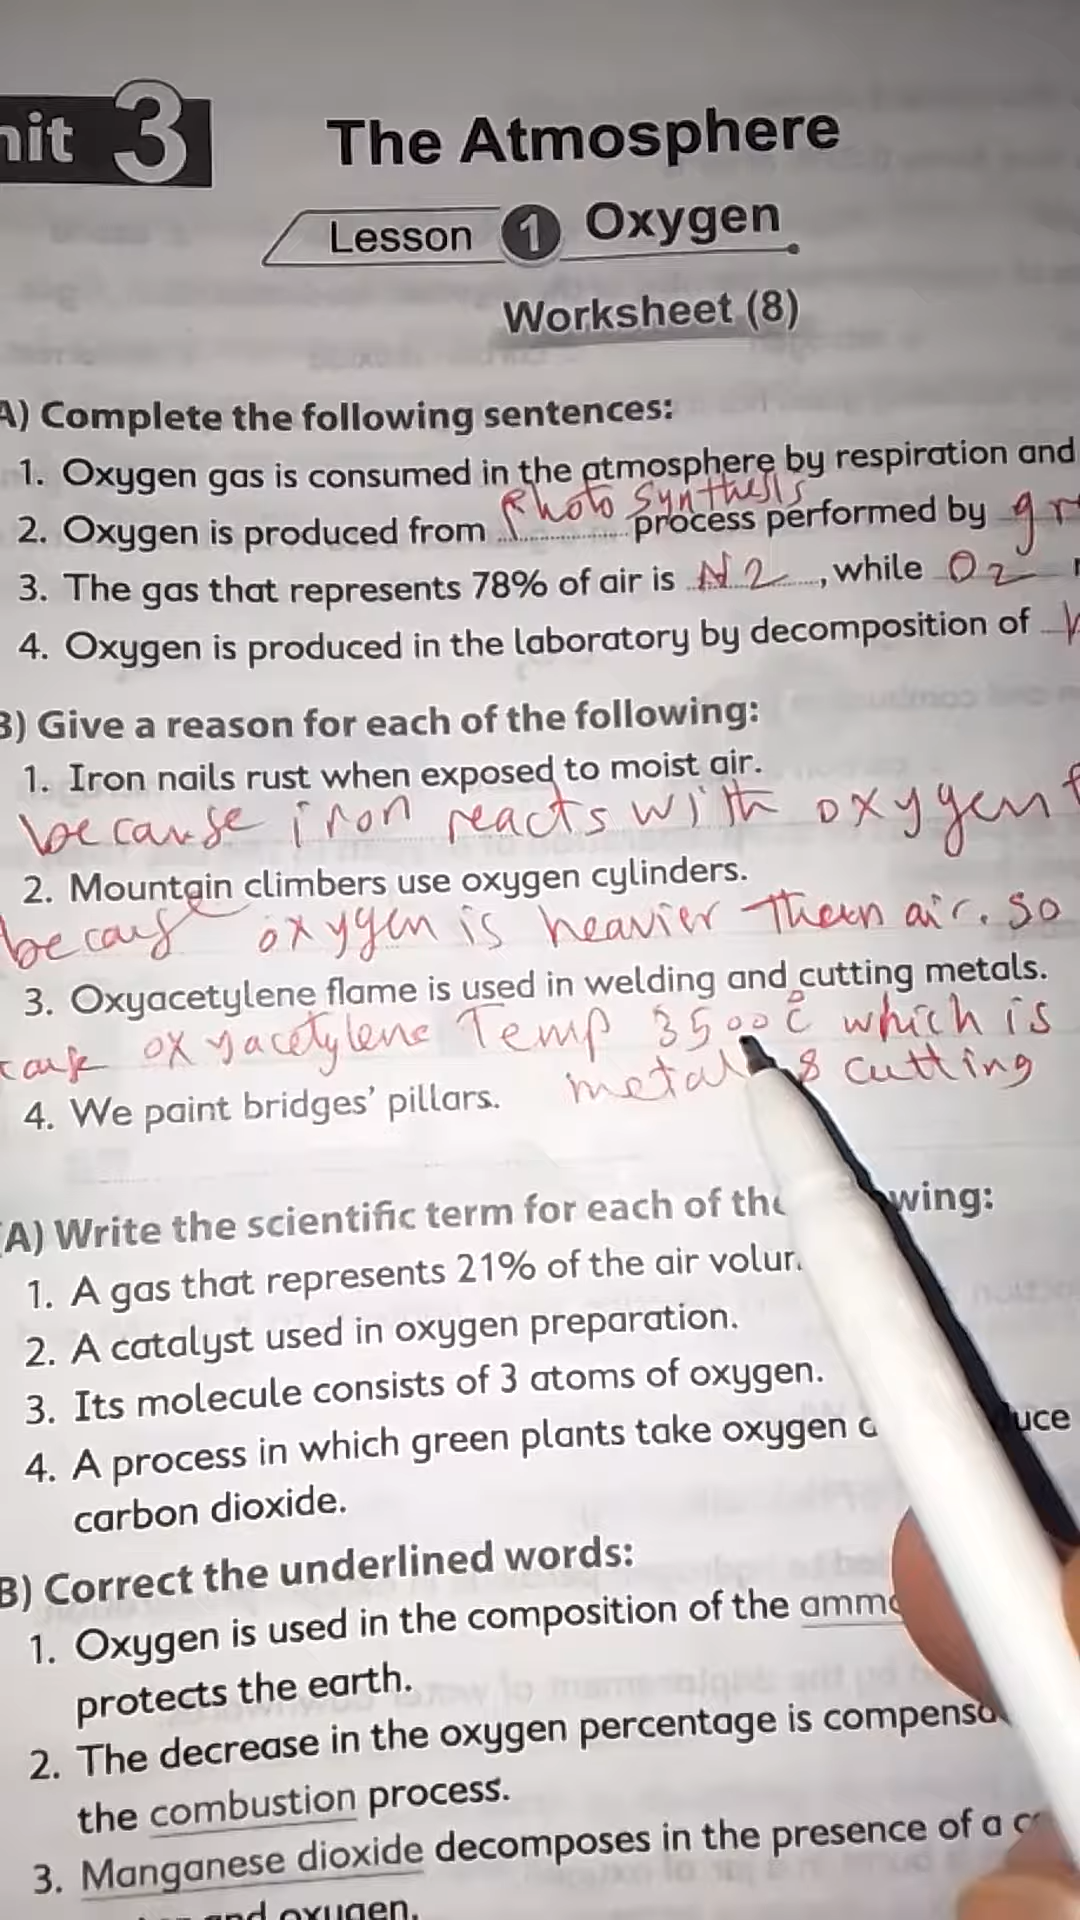 nit 3 The Atmosphere
Lesson 1 Oxygen
Worksheet (8)
A) Complete the following sentences:
1. Oxygen gas is consumed in the atmosphere by respiration and
Photo Synthesis
2. Oxygen is produced from process performed by gr
3. The gas that represents 78% of air is N2, while O2
4. Oxygen is produced in the laboratory by decomposition of
B) Give a reason for each of the following:
1. Iron nails rust when exposed to moist air.
because iron reacts with oxygen
2. Mountain climbers use oxygen cylinders.
because oxygen is heavier than air. so
3. Oxyacetylene flame is used in welding and cutting metals.
oxyacetylene Temp 3500°C which is
metal & cutting
4. We paint bridges' pillars.
(A) Write the scientific term for each of the wing:
1. A gas that represents 21% of the air volu
2. A catalyst used in oxygen preparation.
3. Its molecule consists of 3 atoms of oxygen.
4. A process in which green plants take oxygen uce
carbon dioxide.
B) Correct the underlined words:
1. Oxygen is used in the composition of the ammo
protects the earth.
2. The decrease in the oxygen percentage is compensa
the combustion process.
3. Manganese dioxide decomposes in the presence of a c
and oxygen.